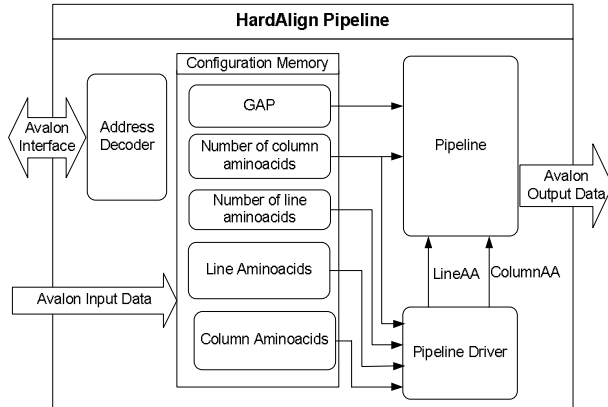 HardAlign Pipeline
Configuration Memory
Avalon
Interface
Address
Decoder
GAP
Number of column
aminoacids
Number of line
aminoacids
Line Aminoacids
Column Aminoacids
Pipeline
Avalon
Output Data
LineAA
ColumnAA
Avalon Input Data
Pipeline Driver